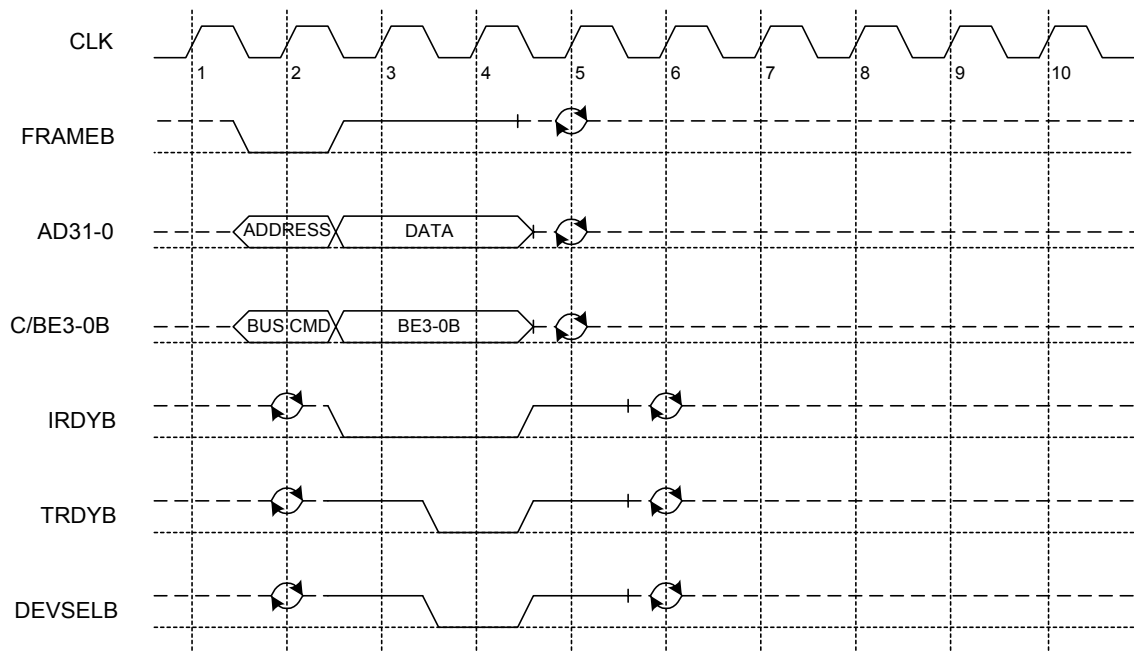 CLK
1 2 3 4 5 6 7 8 9 10
FRAMEB
AD31-0 ADDRESS DATA
C/BE3-0B BUS CMD BE3-0B
IRDYB
TRDYB
DEVSELB